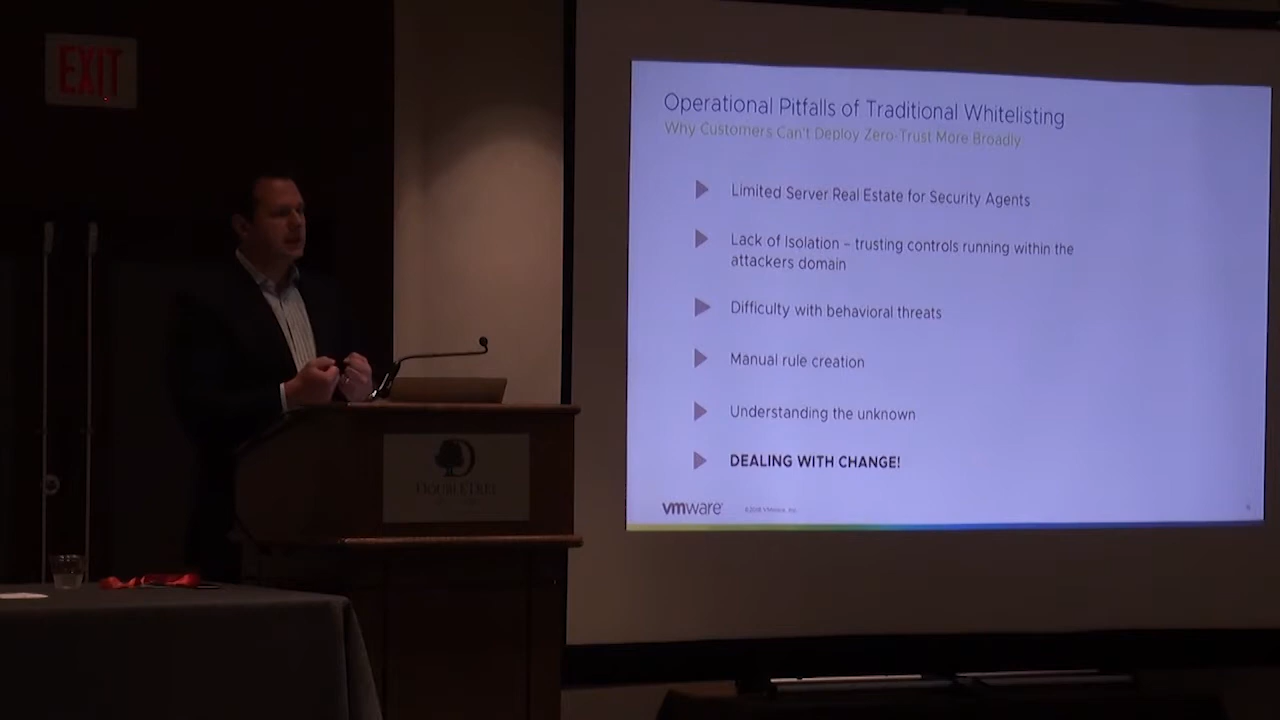 EXIT
Operational Pitfalls of Traditional Whitelisting
Why Customers Can't Deploy Zero-Trust More Broadly
Limited Server Real Estate for Security Agents
Lack of Isolation – trusting controls running within the
attackers domain
Difficulty with behavioral threats
Manual rule creation
Understanding the unknown
DEALING WITH CHANGE!
vmware
DOUBLETREE